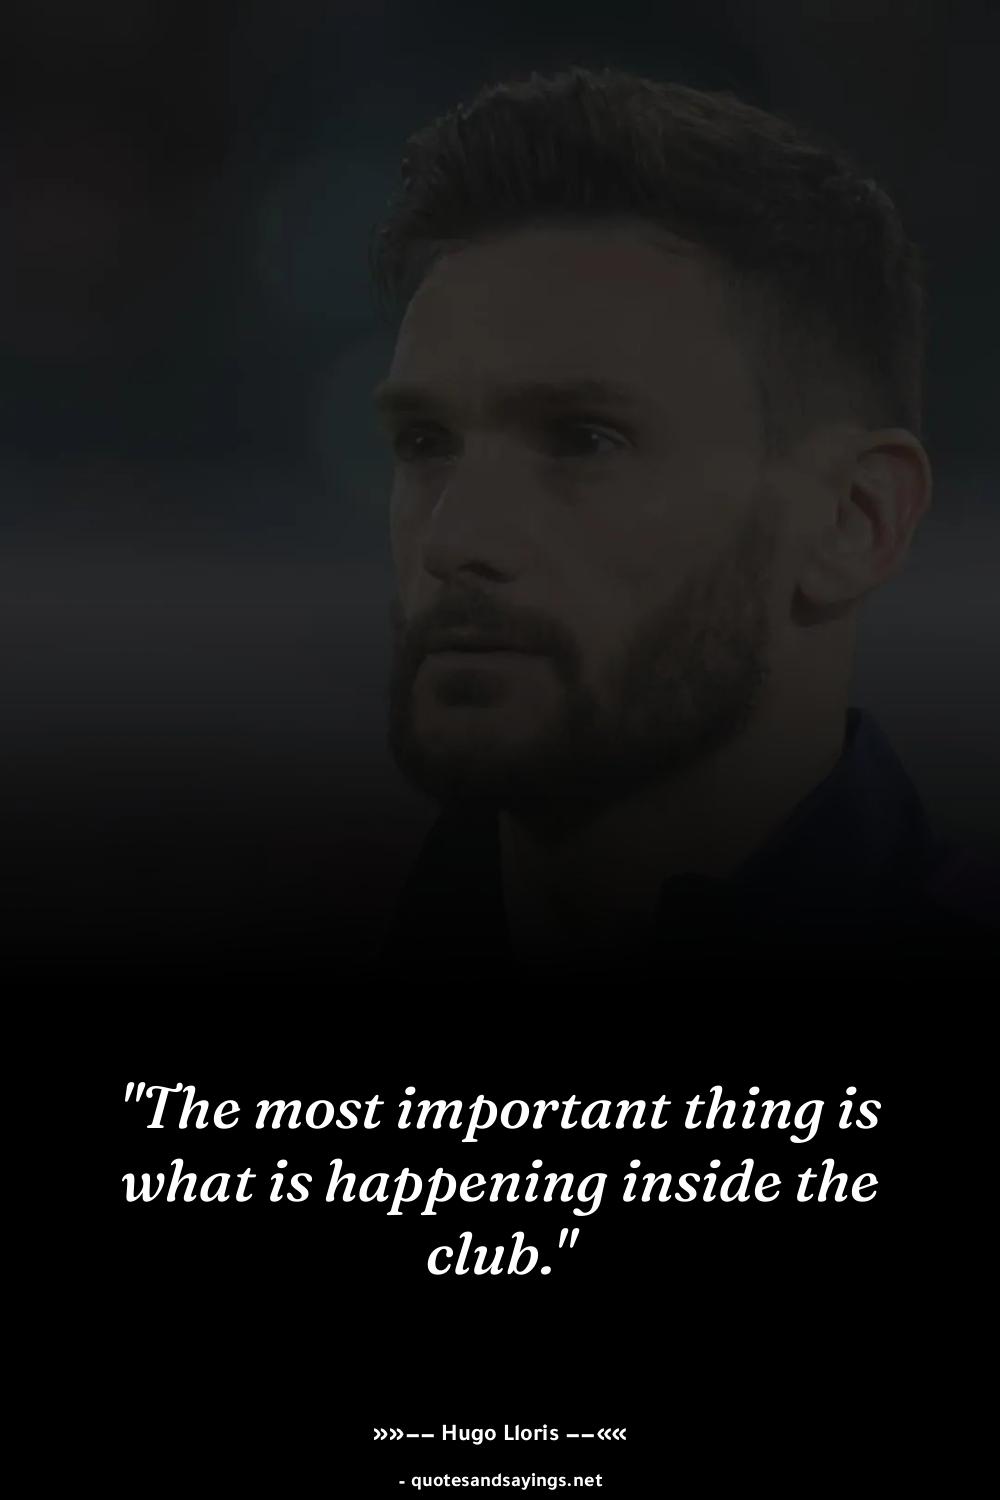 "The most important thing is
what is happening inside the
club."
»»–– Hugo Lloris ––««
- quotesandsayings.net